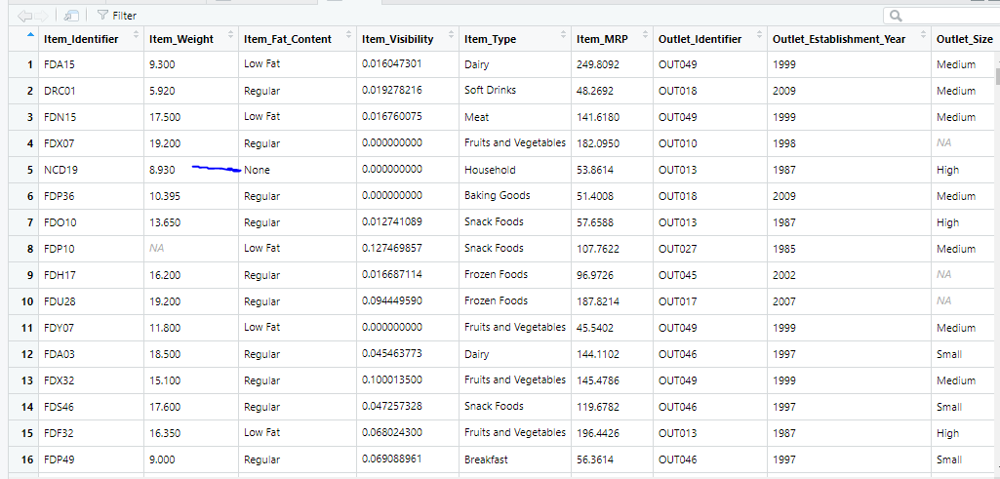 Filter
Item_Identifier Item_Weight Item_Fat_Content Item_Visibility Item_Type Item_MRP Outlet_Identifier Outlet_Establishment_Year Outlet_Size
1 FDA15 9.300 Low Fat 0.016047301 Dairy 249.8092 OUT049 1999 Medium
2 DRC01 5.920 Regular 0.019278216 Soft Drinks 48.2692 OUT018 2009 Medium
3 FDN15 17.500 Low Fat 0.016760075 Meat 141.6180 OUT049 1999 Medium
4 FDX07 19.200 Regular 0.000000000 Fruits and Vegetables 182.0950 OUT010 1998 NA
5 NCD19 8.930 None 0.000000000 Household 53.8614 OUT013 1987 High
6 FDP36 10.395 Regular 0.000000000 Baking Goods 51.4008 OUT018 2009 Medium
7 FDO10 13.650 Regular 0.012741089 Snack Foods 57.6588 OUT013 1987 High
8 FDP10 NA Low Fat 0.127469857 Snack Foods 107.7622 OUT027 1985 Medium
9 FDH17 16.200 Regular 0.016687114 Frozen Foods 96.9726 OUT045 2002 NA
10 FDU28 19.200 Regular 0.094449590 Frozen Foods 187.8214 OUT017 2007 NA
11 FDY07 11.800 Low Fat 0.000000000 Fruits and Vegetables 45.5402 OUT049 1999 Medium
12 FDA03 18.500 Regular 0.045463773 Dairy 144.1102 OUT046 1997 Small
13 FDX32 15.100 Regular 0.100013500 Fruits and Vegetables 145.4786 OUT049 1999 Medium
14 FDS46 17.600 Regular 0.047257328 Snack Foods 119.6782 OUT046 1997 Small
15 FDF32 16.350 Low Fat 0.068024300 Fruits and Vegetables 196.4426 OUT013 1987 High
16 FDP49 9.000 Regular 0.069088961 Breakfast 56.3614 OUT046 1997 Small